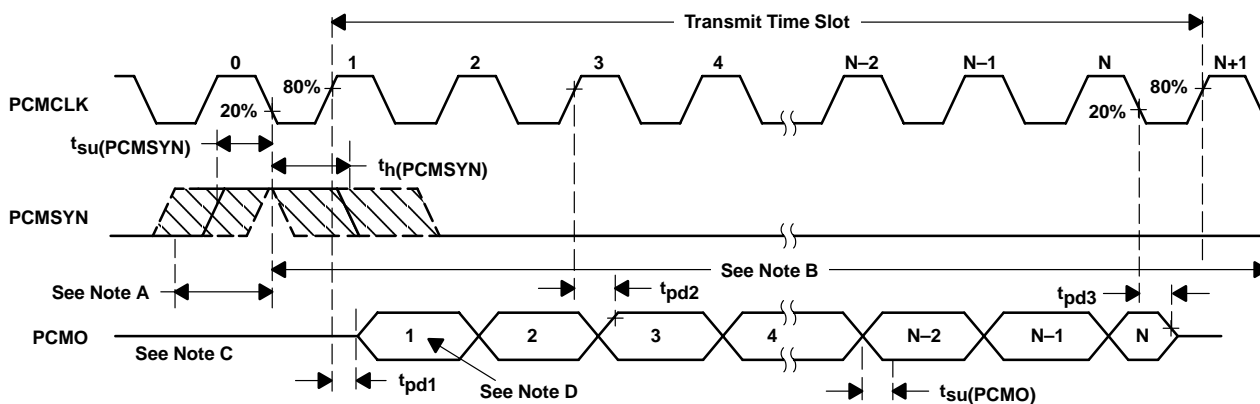 Transmit Time Slot
0 1 2 3 4 N–2 N–1 N N+1
PCMCLK
80%
20%
80%
20%
tsu(PCMSYN)
th(PCMSYN)
PCMSYN
See Note A
See Note B
tpd2
tpd3
PCMO
1 2 3 4 N–2 N–1 N
See Note C
tpd1
See Note D
tsu(PCMO)